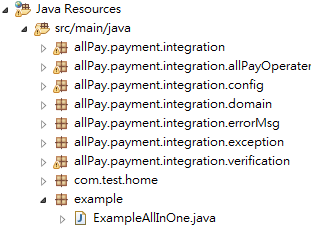 Java Resources
src/main/java
allPay.payment.integration
allPay.payment.integration.allPayOperator
allPay.payment.integration.config
allPay.payment.integration.domain
allPay.payment.integration.errorMsg
allPay.payment.integration.exception
allPay.payment.integration.verification
com.test.home
example
ExampleAllInOne.java